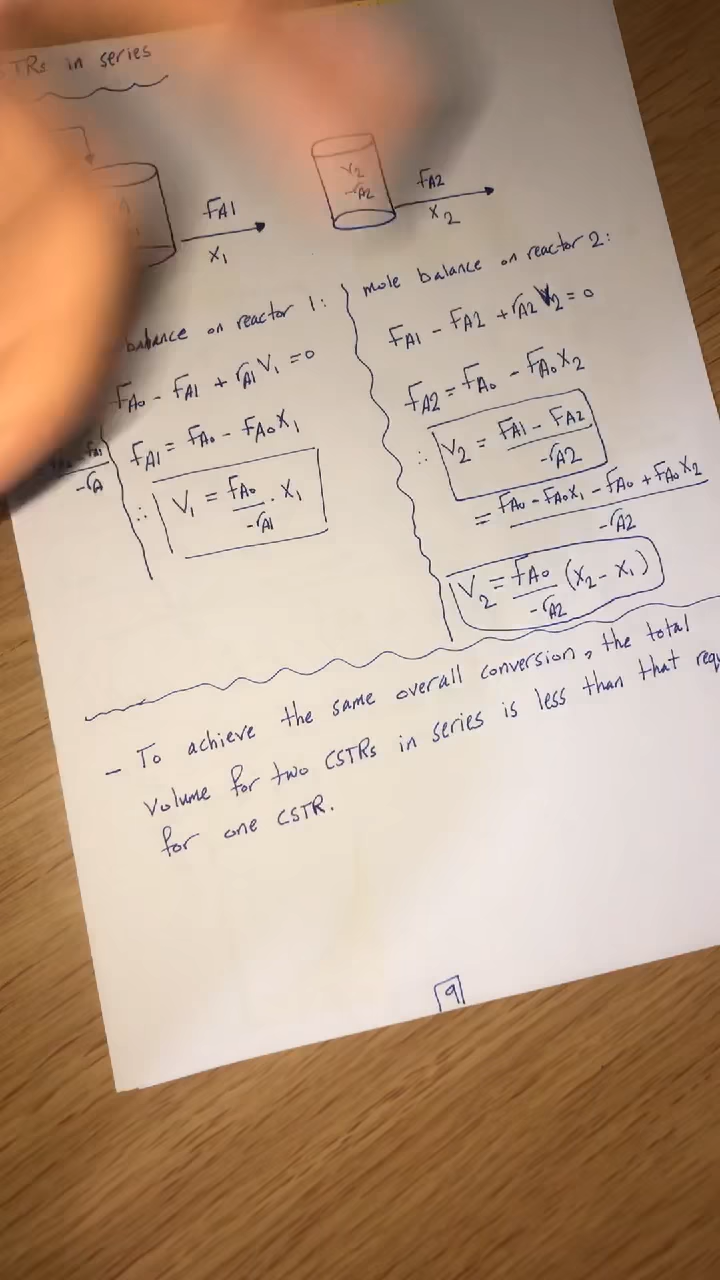 CSTRs in series
V2
-rA2
FA1
X1
FA2
X2
balance on reactor 1:
FA0 - FA1 + rA1 V1 = 0
FA1 = FA0 - FA0 X1
-rA
∴ V1 = FA0 / -rA1 . X1
mole balance on reactor 2:
FA1 - FA2 + rA2 V2 = 0
FA2 = FA0 - FA0 X2
∴ V2 = FA1 - FA2 / -rA2
= FA0 - FA0 X1 - FA0 + FA0 X2 / -rA2
V2 = FA0 / -rA2 (X2 - X1)
- To achieve the same overall conversion, the total
volume for two CSTRs in series is less than that
for one CSTR.
9